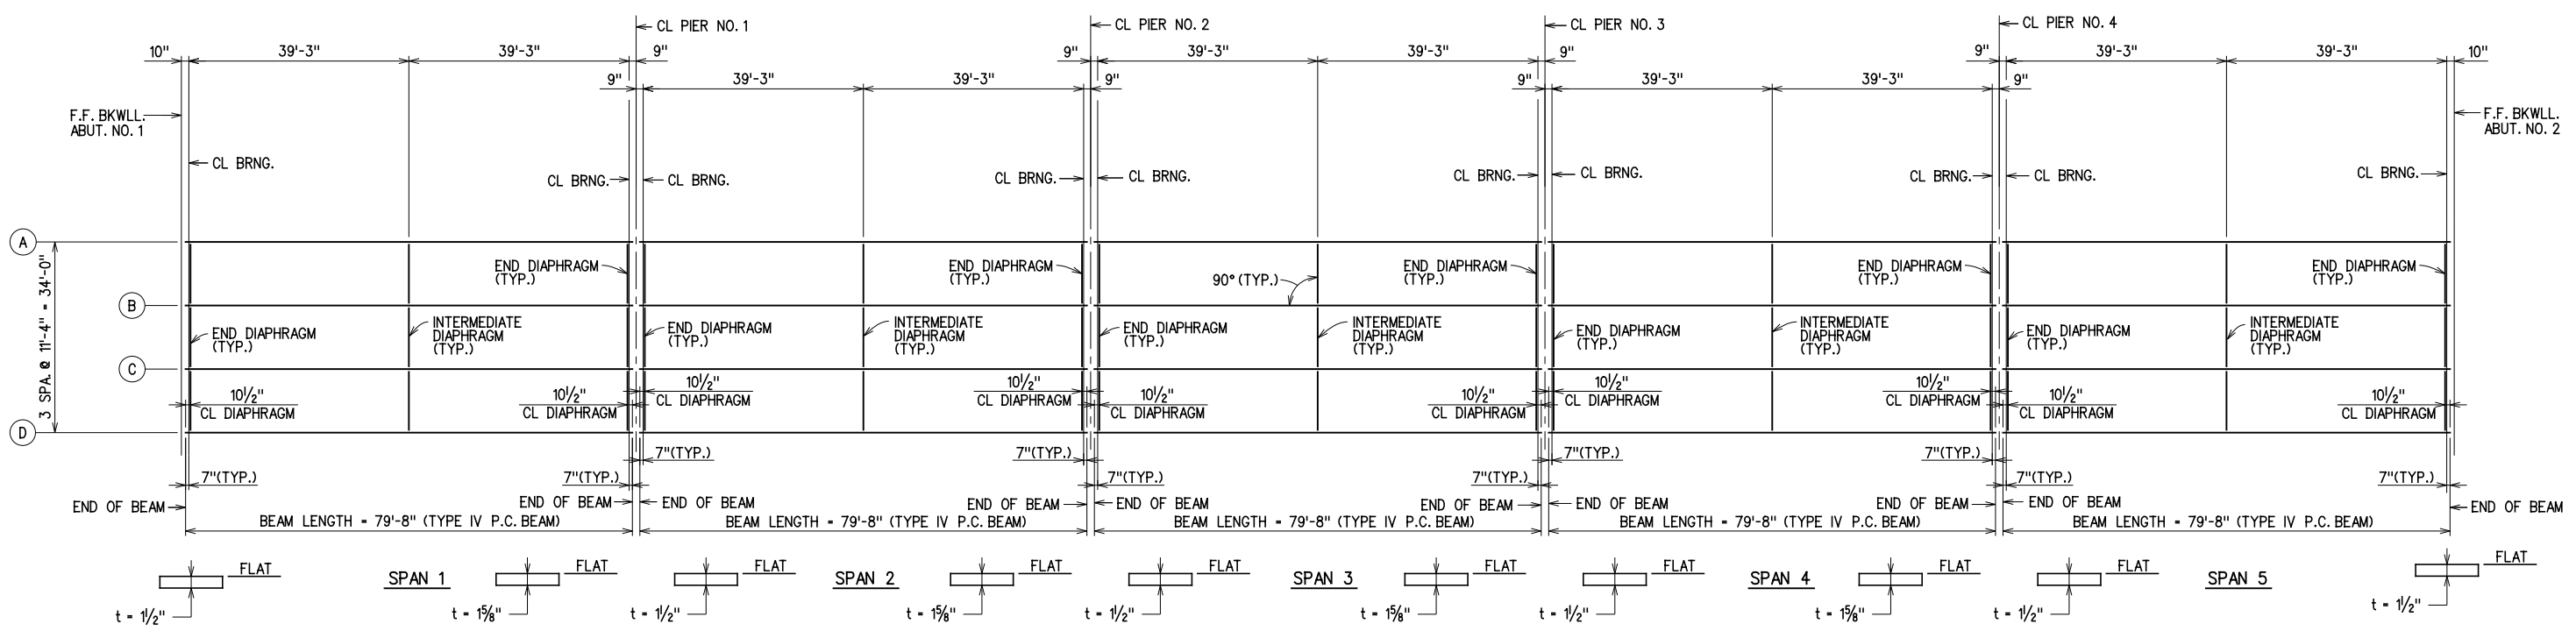 CL PIER NO. 1
CL PIER NO. 2
CL PIER NO. 3
CL PIER NO. 4
10" 39'-3" 39'-3" 9" 9" 39'-3" 39'-3" 9" 9" 39'-3" 39'-3" 10"
9" 39'-3" 39'-3" 9" 9" 39'-3" 39'-3" 9"
F.F. BKWLL.
ABUT. NO. 1
F.F. BKWLL.
ABUT. NO. 2
CL BRNG. CL BRNG. CL BRNG. CL BRNG. CL BRNG. CL BRNG. CL BRNG. CL BRNG. CL BRNG. CL BRNG.
A
B
C
D
3 SPA. @ 11'-4" = 34'-0"
END DIAPHRAGM
(TYP.)
END DIAPHRAGM
(TYP.)
90° (TYP.)
END DIAPHRAGM
(TYP.)
END DIAPHRAGM
(TYP.)
END DIAPHRAGM
(TYP.)
END DIAPHRAGM
(TYP.)
INTERMEDIATE
DIAPHRAGM
(TYP.)
END DIAPHRAGM
(TYP.)
INTERMEDIATE
DIAPHRAGM
(TYP.)
END DIAPHRAGM
(TYP.)
INTERMEDIATE
DIAPHRAGM
(TYP.)
END DIAPHRAGM
(TYP.)
INTERMEDIATE
DIAPHRAGM
(TYP.)
END DIAPHRAGM
(TYP.)
INTERMEDIATE
DIAPHRAGM
(TYP.)
10½"
CL DIAPHRAGM
10½"
CL DIAPHRAGM
10½"
CL DIAPHRAGM
10½"
CL DIAPHRAGM
10½"
CL DIAPHRAGM
10½"
CL DIAPHRAGM
10½"
CL DIAPHRAGM
10½"
CL DIAPHRAGM
10½"
CL DIAPHRAGM
10½"
CL DIAPHRAGM
7"(TYP.) 7"(TYP.) 7"(TYP.) 7"(TYP.)
7"(TYP.) 7"(TYP.) 7"(TYP.) 7"(TYP.) 7"(TYP.) 7"(TYP.)
END OF BEAM END OF BEAM END OF BEAM END OF BEAM END OF BEAM END OF BEAM END OF BEAM END OF BEAM END OF BEAM END OF BEAM
BEAM LENGTH = 79'-8" (TYPE IV P.C. BEAM)
BEAM LENGTH = 79'-8" (TYPE IV P.C. BEAM)
BEAM LENGTH = 79'-8" (TYPE IV P.C. BEAM)
BEAM LENGTH = 79'-8" (TYPE IV P.C. BEAM)
BEAM LENGTH = 79'-8" (TYPE IV P.C. BEAM)
FLAT FLAT FLAT FLAT FLAT FLAT FLAT FLAT FLAT FLAT
SPAN 1 SPAN 2 SPAN 3 SPAN 4 SPAN 5
t = 1½" t = 1⅝" t = 1½" t = 1⅝" t = 1½" t = 1⅝" t = 1½" t = 1⅝" t = 1½" t = 1½"